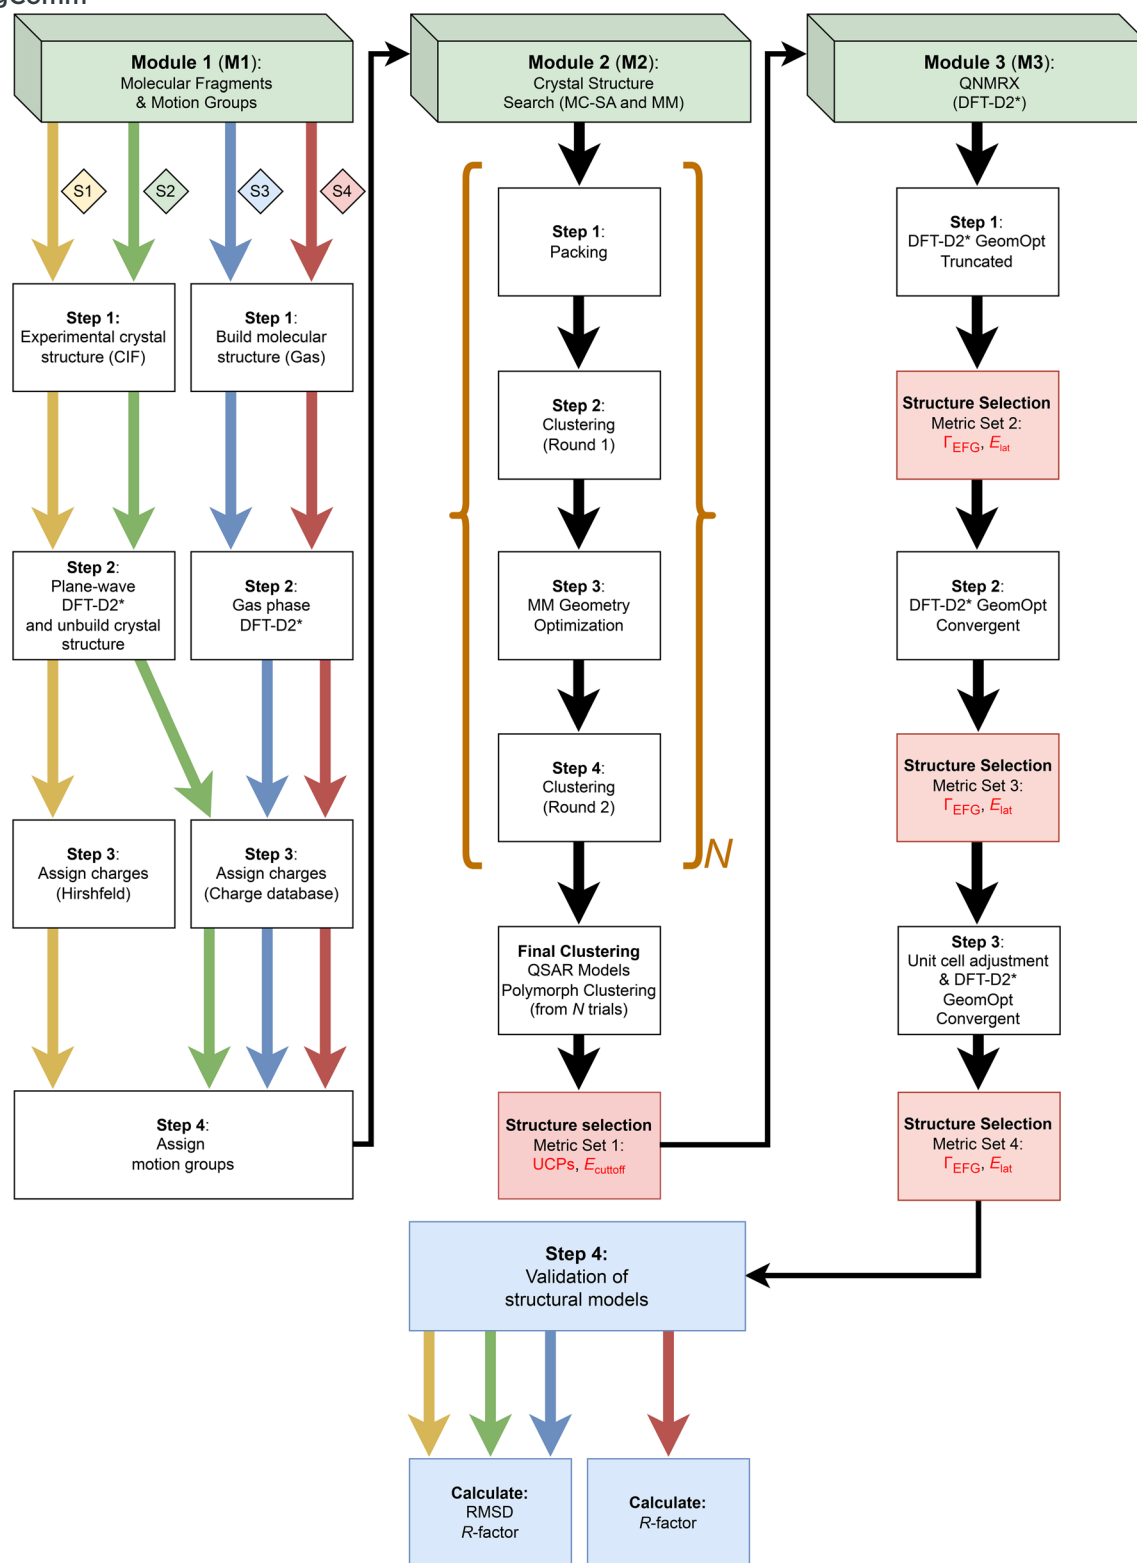 Module 1 (M1):
Molecular Fragments
& Motion Groups
S1
S2
S3
S4
Step 1:
Experimental crystal
structure (CIF)
Step 1:
Build molecular
structure (Gas)
Step 2:
Plane-wave
DFT-D2*
and unbuild crystal
structure
Step 2:
Gas phase
DFT-D2*
Step 3:
Assign charges
(Hirshfeld)
Step 3:
Assign charges
(Charge database)
Step 4:
Assign
motion groups
Module 2 (M2):
Crystal Structure
Search (MC-SA and MM)
Step 1:
Packing
Step 2:
Clustering
(Round 1)
Step 3:
MM Geometry
Optimization
Step 4:
Clustering
(Round 2)
N
Final Clustering
QSAR Models
Polymorph Clustering
(from N trials)
Structure selection
Metric Set 1:
UCPs, E_cuttoff
Module 3 (M3):
QNMRX
(DFT-D2*)
Step 1:
DFT-D2* GeomOpt
Truncated
Structure Selection
Metric Set 2:
Γ_EFG, E_lat
Step 2:
DFT-D2* GeomOpt
Convergent
Structure Selection
Metric Set 3:
Γ_EFG, E_lat
Step 3:
Unit cell adjustment
& DFT-D2*
GeomOpt
Convergent
Structure Selection
Metric Set 4:
Γ_EFG, E_lat
Step 4:
Validation of
structural models
Calculate:
RMSD
R-factor
Calculate:
R-factor